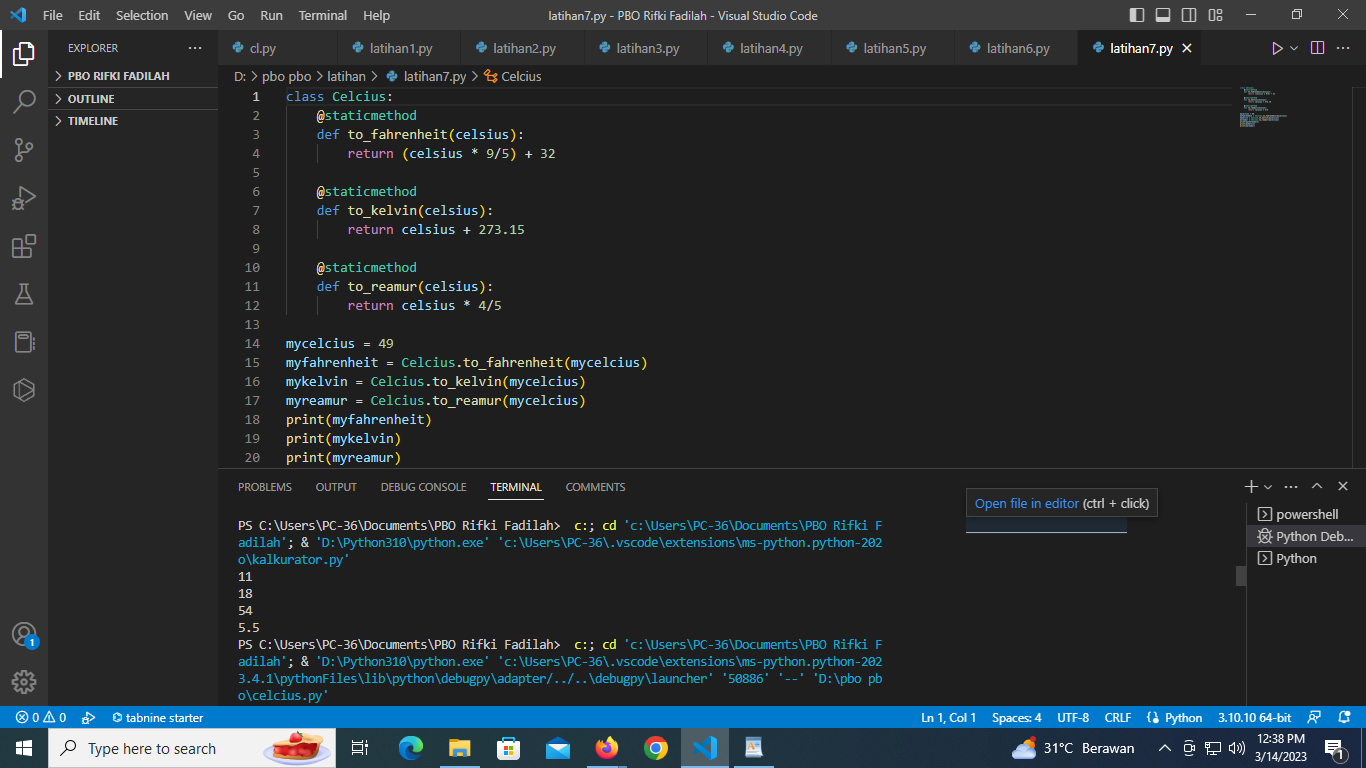 File Edit Selection View Go Run Terminal Help latihan7.py - PBO Rifki Fadilah - Visual Studio Code
EXPLORER
PBO RIFKI FADILAH
OUTLINE
TIMELINE
cl.py latihan1.py latihan2.py latihan3.py latihan4.py latihan5.py latihan6.py latihan7.py
D: > pbo pbo > latihan > latihan7.py > Celcius
1 class Celcius:
2 @staticmethod
3 def to_fahrenheit(celsius):
4 return (celsius * 9/5) + 32
5
6 @staticmethod
7 def to_kelvin(celsius):
8 return celsius + 273.15
9
10 @staticmethod
11 def to_reamur(celsius):
12 return celsius * 4/5
13
14 mycelcius = 49
15 myfahrenheit = Celcius.to_fahrenheit(mycelcius)
16 mykelvin = Celcius.to_kelvin(mycelcius)
17 myreamur = Celcius.to_reamur(mycelcius)
18 print(myfahrenheit)
19 print(mykelvin)
20 print(myreamur)
PROBLEMS OUTPUT DEBUG CONSOLE TERMINAL COMMENTS
Open file in editor (ctrl + click)
PS C:\Users\PC-36\Documents\PBO Rifki Fadilah>  c:; cd 'c:\Users\PC-36\Documents\PBO Rifki F
adilah'; & 'D:\Python310\python.exe' 'c:\Users\PC-36\.vscode\extensions\ms-python.python-202
o\kalkurator.py'
11
18
54
5.5
PS C:\Users\PC-36\Documents\PBO Rifki Fadilah>  c:; cd 'c:\Users\PC-36\Documents\PBO Rifki F
adilah'; & 'D:\Python310\python.exe' 'c:\Users\PC-36\.vscode\extensions\ms-python.python-202
3.4.1\pythonFiles\lib\python\debugpy\adapter/../..\debugpy\launcher' '50886' '--' 'D:\pbo pb
o\celcius.py'
powershell
Python Deb...
Python
1
0 0 tabnine starter Ln 1, Col 1 Spaces: 4 UTF-8 CRLF Python 3.10.10 64-bit
Type here to search
31°C Berawan
12:38 PM
3/14/2023
1